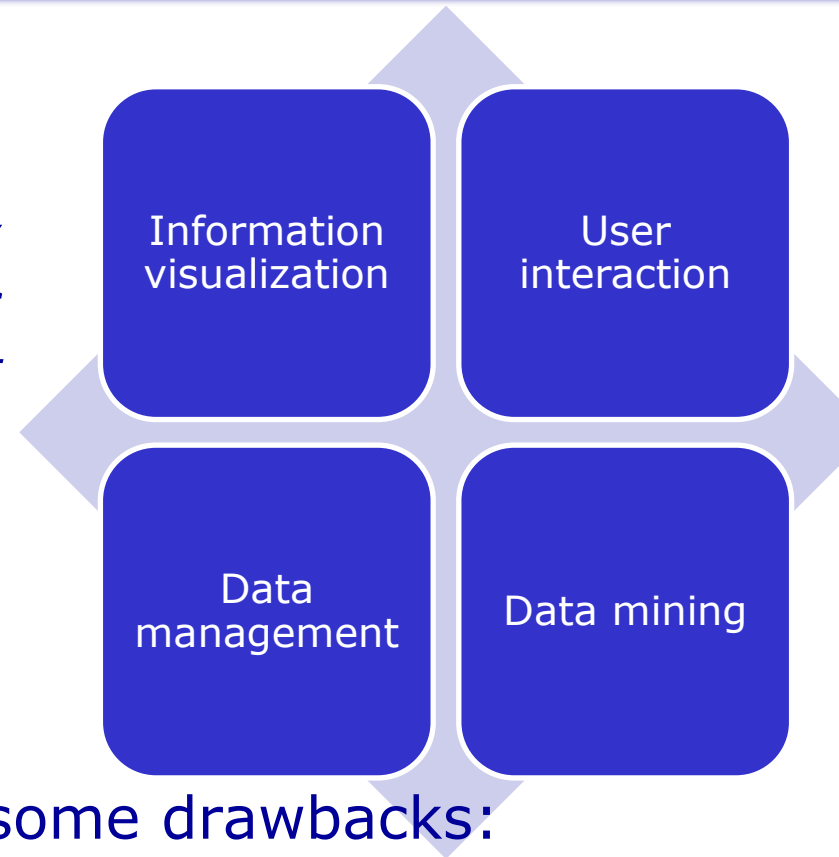 Information
visualization
User
interaction
Data
management
Data mining
some drawbacks: